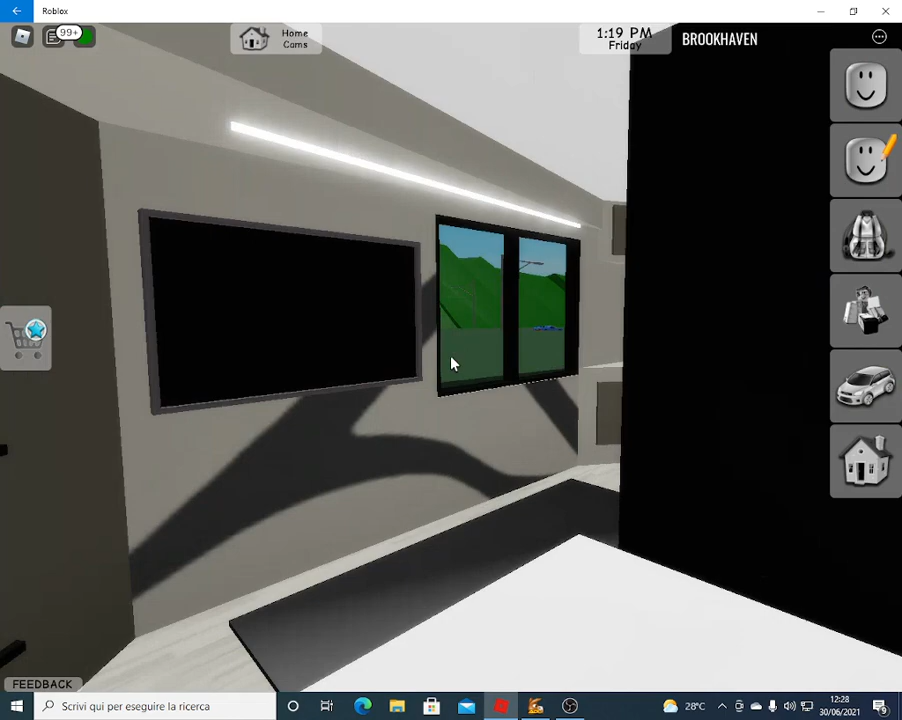 Roblox
99+
Home
Cams
1:19 PM
Friday
BROOKHAVEN
FEEDBACK
Scrivi qui per eseguire la ricerca
28°C
12:28
30/06/2021
9